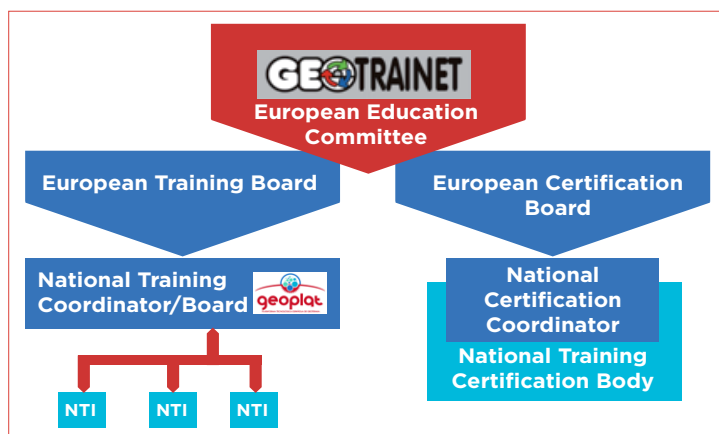 GEOTRAINET
European Education
Committee
European Training Board
European Certification
Board
National Training
Coordinator/Board
geoplat
National
Certification
Coordinator
National Training
Certification Body
NTI
NTI
NTI